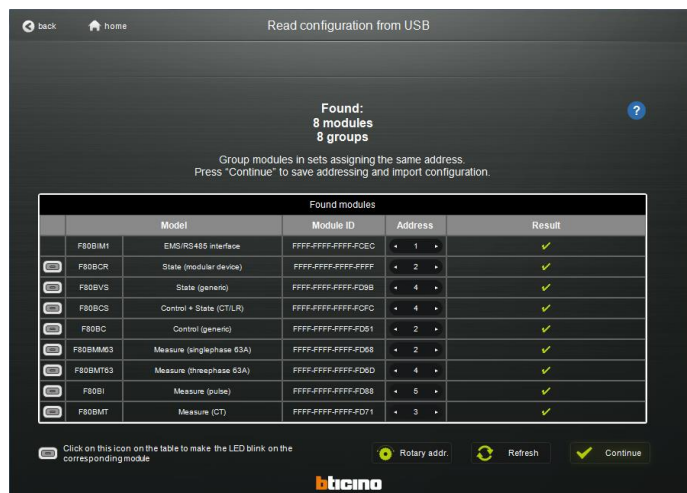 back
home
Read configuration from USB
Found:
8 modules
8 groups
?
Group modules in sets assigning the same address.
Press "Continue" to save addressing and import configuration.
Found modules
Model Module ID Address Result
F80BIM1 EMS/RS485 interface FFFF-FFFF-FFFF-FCEC 1
F80BCR State (modular device) FFFF-FFFF-FFFF-FFFF 2
F80BVS State (generic) FFFF-FFFF-FFFF-FD9B 4
F80BCS Control + State (CT/LR) FFFF-FFFF-FFFF-FCFC 4
F80BC Control (generic) FFFF-FFFF-FFFF-FD51 2
F80BMM63 Measure (singlephase 63A) FFFF-FFFF-FFFF-FD68 2
F80BMT63 Measure (threephase 63A) FFFF-FFFF-FFFF-FD6D 4
F80BI Measure (pulse) FFFF-FFFF-FFFF-FD88 5
F80BMT Measure (CT) FFFF-FFFF-FFFF-FD71 3
Click on this icon on the table to make the LED blink on the
corresponding module
Rotary addr.
Refresh
Continue
bticino